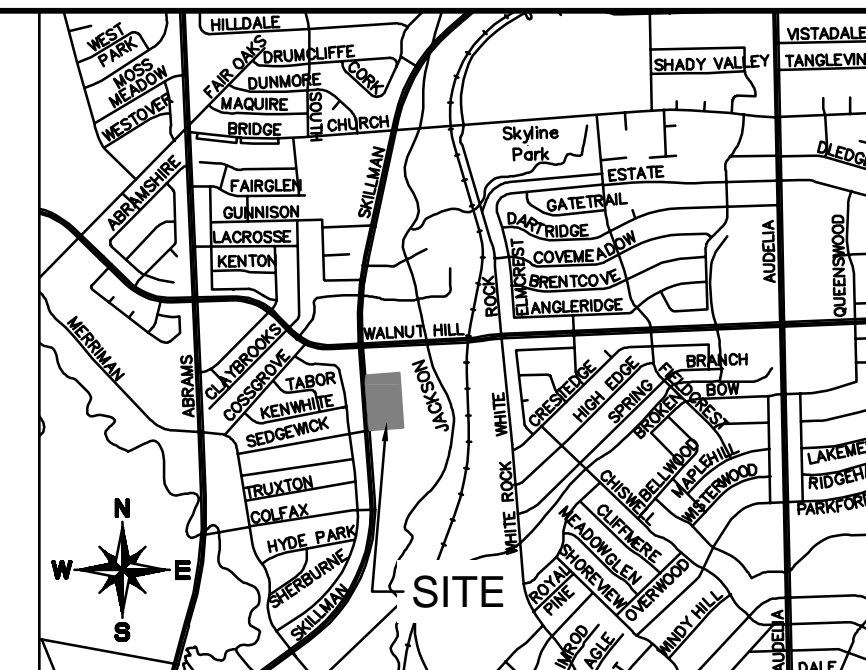 HILLDALE
VISTADALE
WEST
PARK
FAIR OAKS
DRUMCLIFFE
SHADY VALLEY
TANGLEVIN
MOSS
MEADOW
DUNMORE
CORK
MAQUIRE
SOUTH
WESTOVER
BRIDGE
CHURCH
Skyline
Park
DLEDG
ABRAMSHIRE
SKILLMAN
ESTATE
FAIRGLEN
GATETRAIL
GUNNISON
DARTRIDGE
LACROSSE
COVEMEADOW
AUDELIA
QUEENSWOOD
KENTON
ELMCREST
BRENTCOVE
ROCK
LANGLERIDGE
WALNUT HILL
MERRIMAN
ABRAMS
CLAYBROOKS
COSSGROVE
BRANCH
TABOR
JACKSON
CRESTEDGE
HIGH EDGE
SPRING
FIELDCREST
BOW
KENWHITE
WHITE
BROKEN
SEDGEWICK
BELLWOOD
MAPLEHILL
LAKEME
TRUXTON
WHITE ROCK
CHISWELL
WISTERWOOD
RIDGEH
COLFAX
PARKFOR
N
HYDE PARK
CLIFFMERE
MEADOWGLEN
W
E
SHERBURNE
SHOREVIEW
SITE
ROYAL
PINE
OVERWOOD
S
SKILLMAN
WINDY HILL
AUDELIA
IMROD
AGLE
DALE